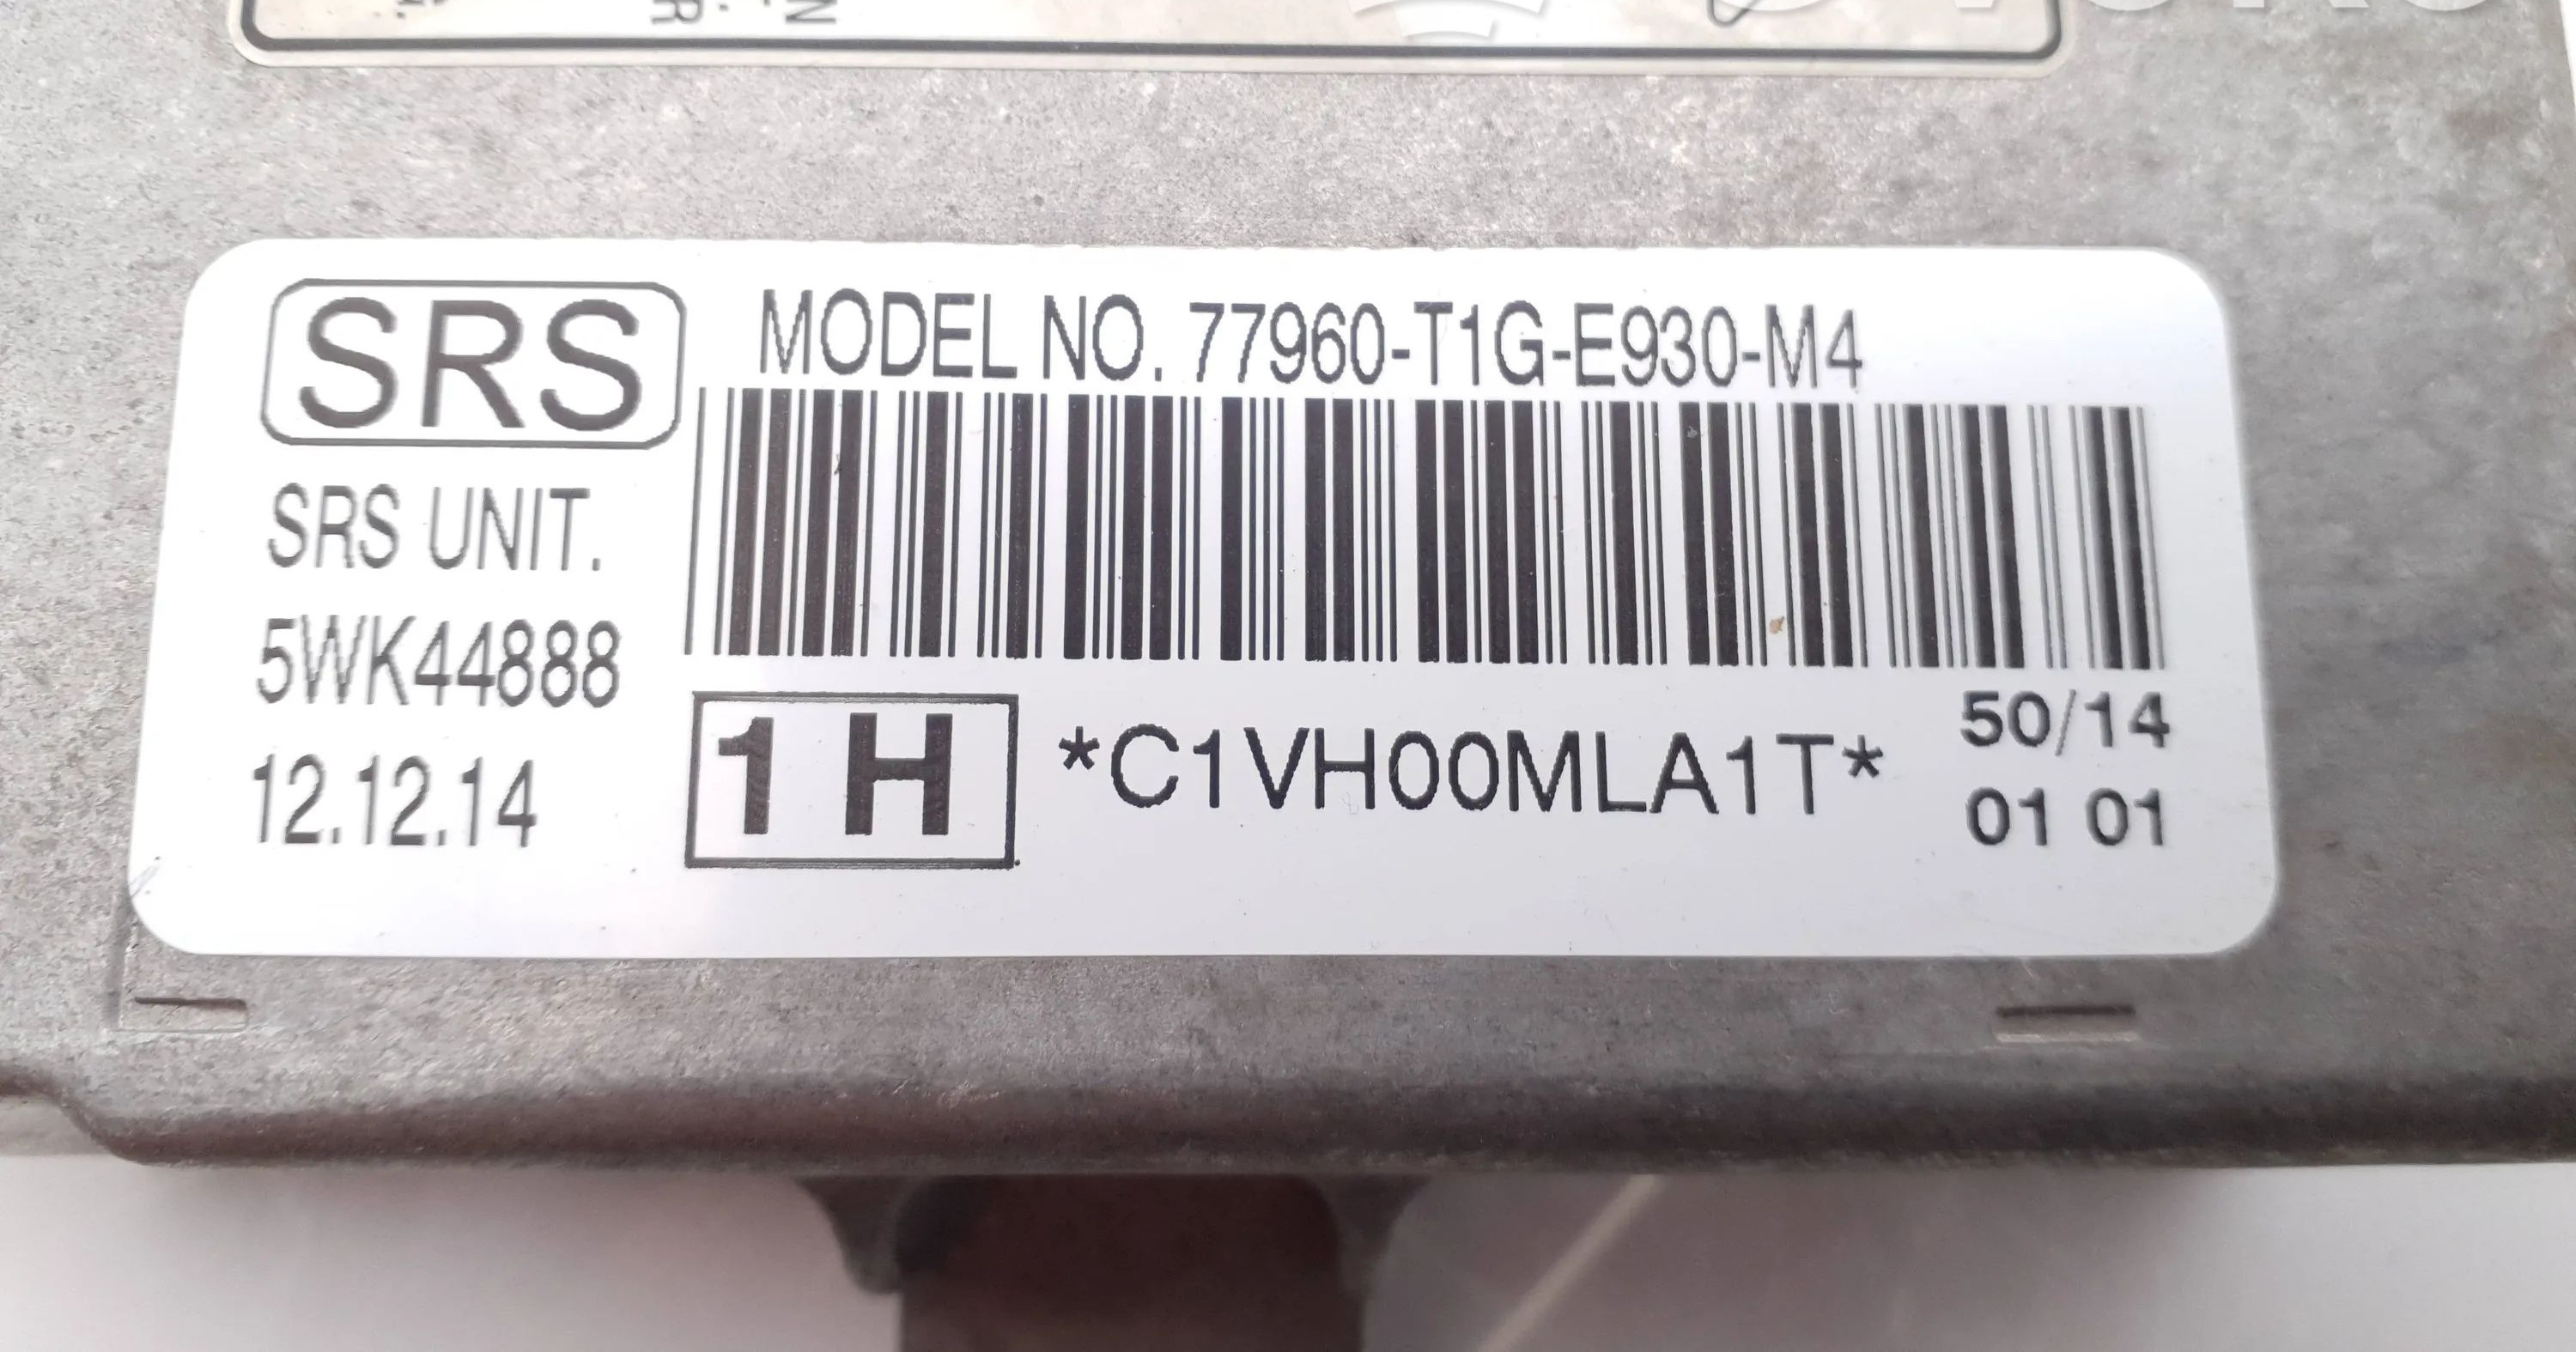 SRS
MODEL NO. 77960-T1G-E930-M4
SRS UNIT.
5WK44888
12.12.14
1 H
*C1VH00MLA1T*
50/14
01 01